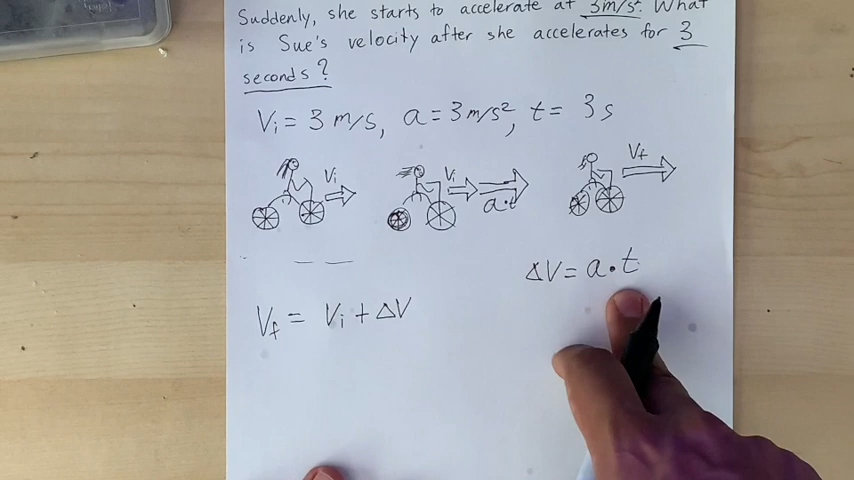 Suddenly, she starts to accelerate at 3m/s². What
is Sue's velocity after she accelerates for 3
seconds?
Vi = 3 m/s, a = 3 m/s², t = 3 s
Vi
Vi
a·t
Vf
ΔV = a·t
Vf = Vi + ΔV